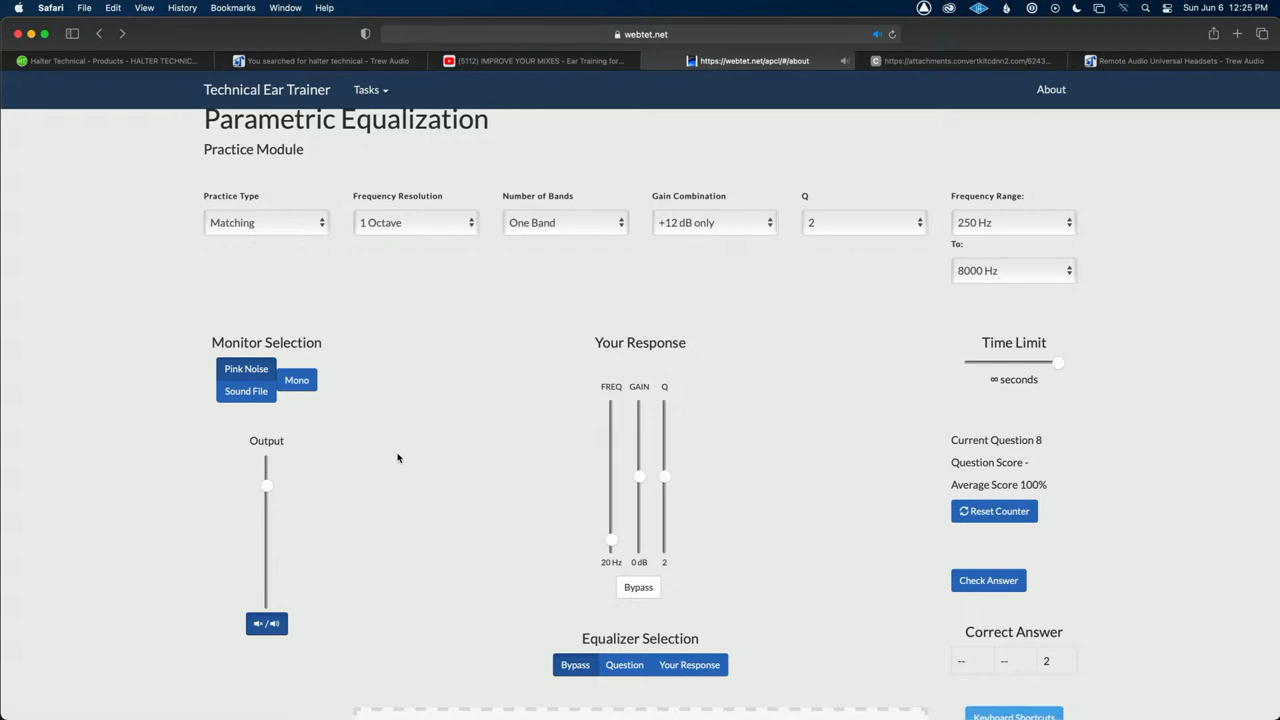 Safari File Edit View History Bookmarks Window Help
Sun Jun 6 12:25 PM
webtet.net
Halter Technical - Products - HALTER TECHNIC...
You searched for halter technical - Trew Audio
(5112) IMPROVE YOUR MIXES - Ear Training for...
https://webtet.net/apcl/#/about
https://attachments.convertkitcdnn2.com/6243...
Remote Audio Universal Headsets - Trew Audio
Technical Ear Trainer Tasks About
Parametric Equalization
Practice Module
Practice Type Frequency Resolution Number of Bands Gain Combination Q Frequency Range:
Matching 1 Octave One Band +12 dB only 2 250 Hz
To:
8000 Hz
Monitor Selection Your Response Time Limit
Pink Noise
Mono
Sound File
∞ seconds
FREQ GAIN Q
Output
Current Question 8
Question Score -
Average Score 100%
Reset Counter
20 Hz 0 dB 2
Check Answer
Bypass
Equalizer Selection
Correct Answer
Bypass Question Your Response
-- -- 2
Keyboard Shortcuts